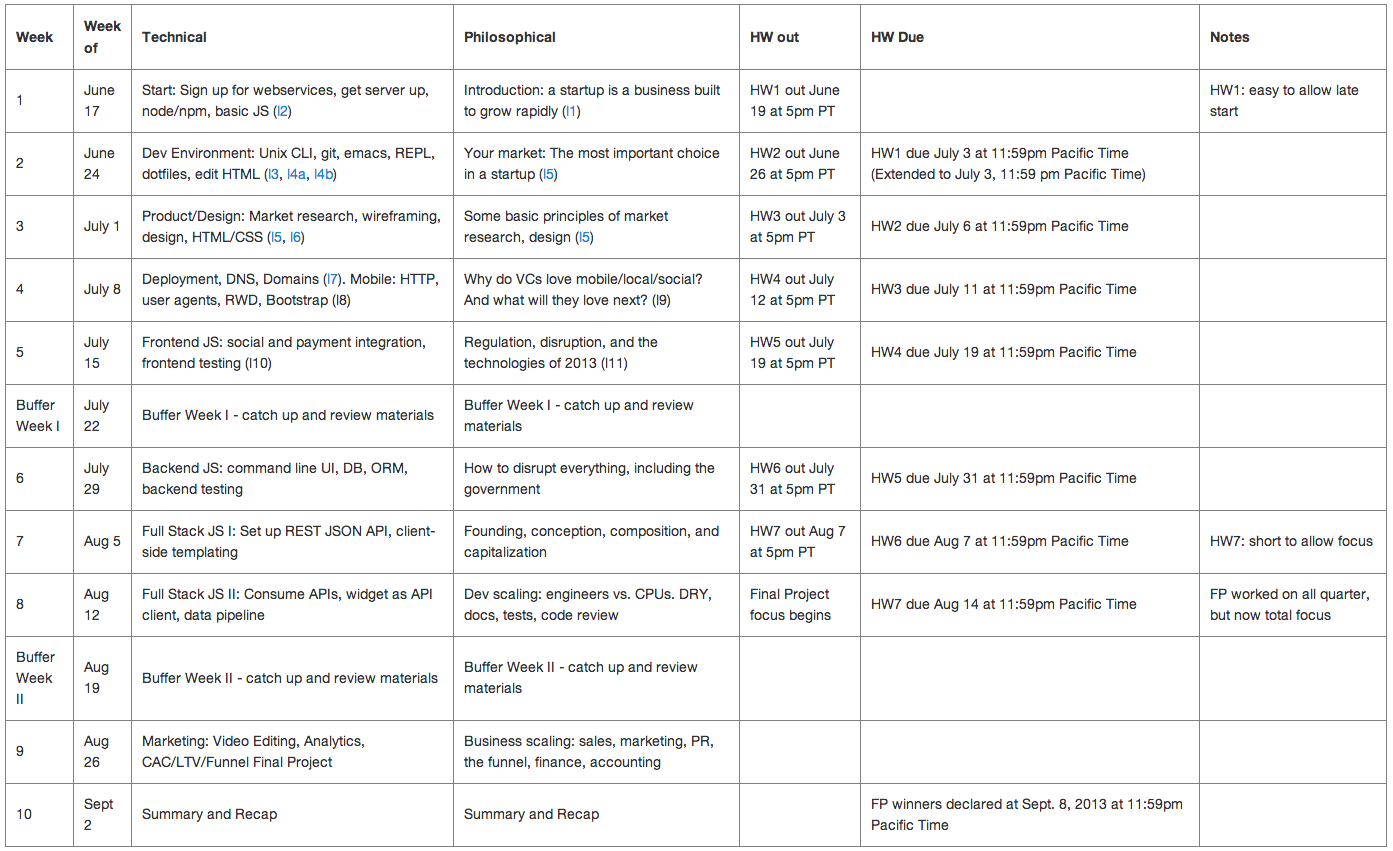 Week
Week
of
Technical
Philosophical
HW out
HW Due
Notes
1
June
17
Start: Sign up for webservices, get server up,
node/npm, basic JS (l2)
Introduction: a startup is a business built
to grow rapidly (l1)
HW1 out June
19 at 5pm PT
HW1: easy to allow late
start
2
June
24
Dev Environment: Unix CLI, git, emacs, REPL,
dotfiles, edit HTML (l3, l4a, l4b)
Your market: The most important choice
in a startup (l5)
HW2 out June
26 at 5pm PT
HW1 due July 3 at 11:59pm Pacific Time
(Extended to July 3, 11:59 pm Pacific Time)
3
July 1
Product/Design: Market research, wireframing,
design, HTML/CSS (l5, l6)
Some basic principles of market
research, design (l5)
HW3 out July 3
at 5pm PT
HW2 due July 6 at 11:59pm Pacific Time
4
July 8
Deployment, DNS, Domains (l7). Mobile: HTTP,
user agents, RWD, Bootstrap (l8)
Why do VCs love mobile/local/social?
And what will they love next? (l9)
HW4 out July
12 at 5pm PT
HW3 due July 11 at 11:59pm Pacific Time
5
July
15
Frontend JS: social and payment integration,
frontend testing (l10)
Regulation, disruption, and the
technologies of 2013 (l11)
HW5 out July
19 at 5pm PT
HW4 due July 19 at 11:59pm Pacific Time
Buffer
Week I
July
22
Buffer Week I - catch up and review materials
Buffer Week I - catch up and review
materials
6
July
29
Backend JS: command line UI, DB, ORM,
backend testing
How to disrupt everything, including the
government
HW6 out July
31 at 5pm PT
HW5 due July 31 at 11:59pm Pacific Time
7
Aug 5
Full Stack JS I: Set up REST JSON API, client-
side templating
Founding, conception, composition, and
capitalization
HW7 out Aug 7
at 5pm PT
HW6 due Aug 7 at 11:59pm Pacific Time
HW7: short to allow focus
8
Aug
12
Full Stack JS II: Consume APIs, widget as API
client, data pipeline
Dev scaling: engineers vs. CPUs. DRY,
docs, tests, code review
Final Project
focus begins
HW7 due Aug 14 at 11:59pm Pacific Time
FP worked on all quarter,
but now total focus
Buffer
Week
II
Aug
19
Buffer Week II - catch up and review materials
Buffer Week II - catch up and review
materials
9
Aug
26
Marketing: Video Editing, Analytics,
CAC/LTV/Funnel Final Project
Business scaling: sales, marketing, PR,
the funnel, finance, accounting
10
Sept
2
Summary and Recap
Summary and Recap
FP winners declared at Sept. 8, 2013 at 11:59pm
Pacific Time